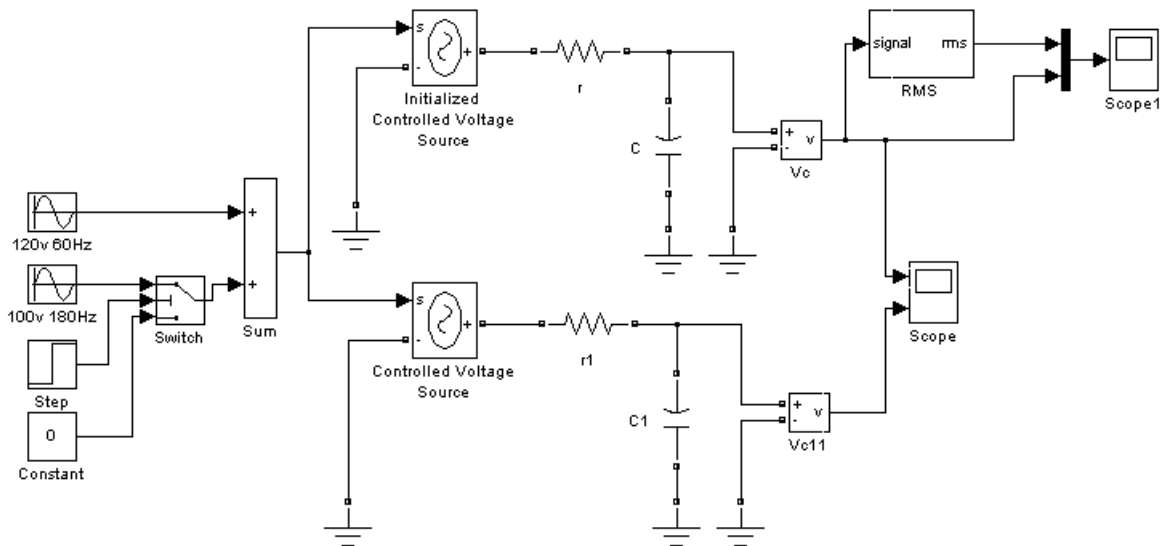 s
+
-
Initialized
Controlled Voltage
Source
r
C
+
-
v
Vc
signal rms
RMS
Scope1
120v 60Hz
100v 180Hz
Switch
Step
0
Constant
+
+
Sum
s
+
-
Controlled Voltage
Source
r1
C1
+
-
v
Vc11
Scope